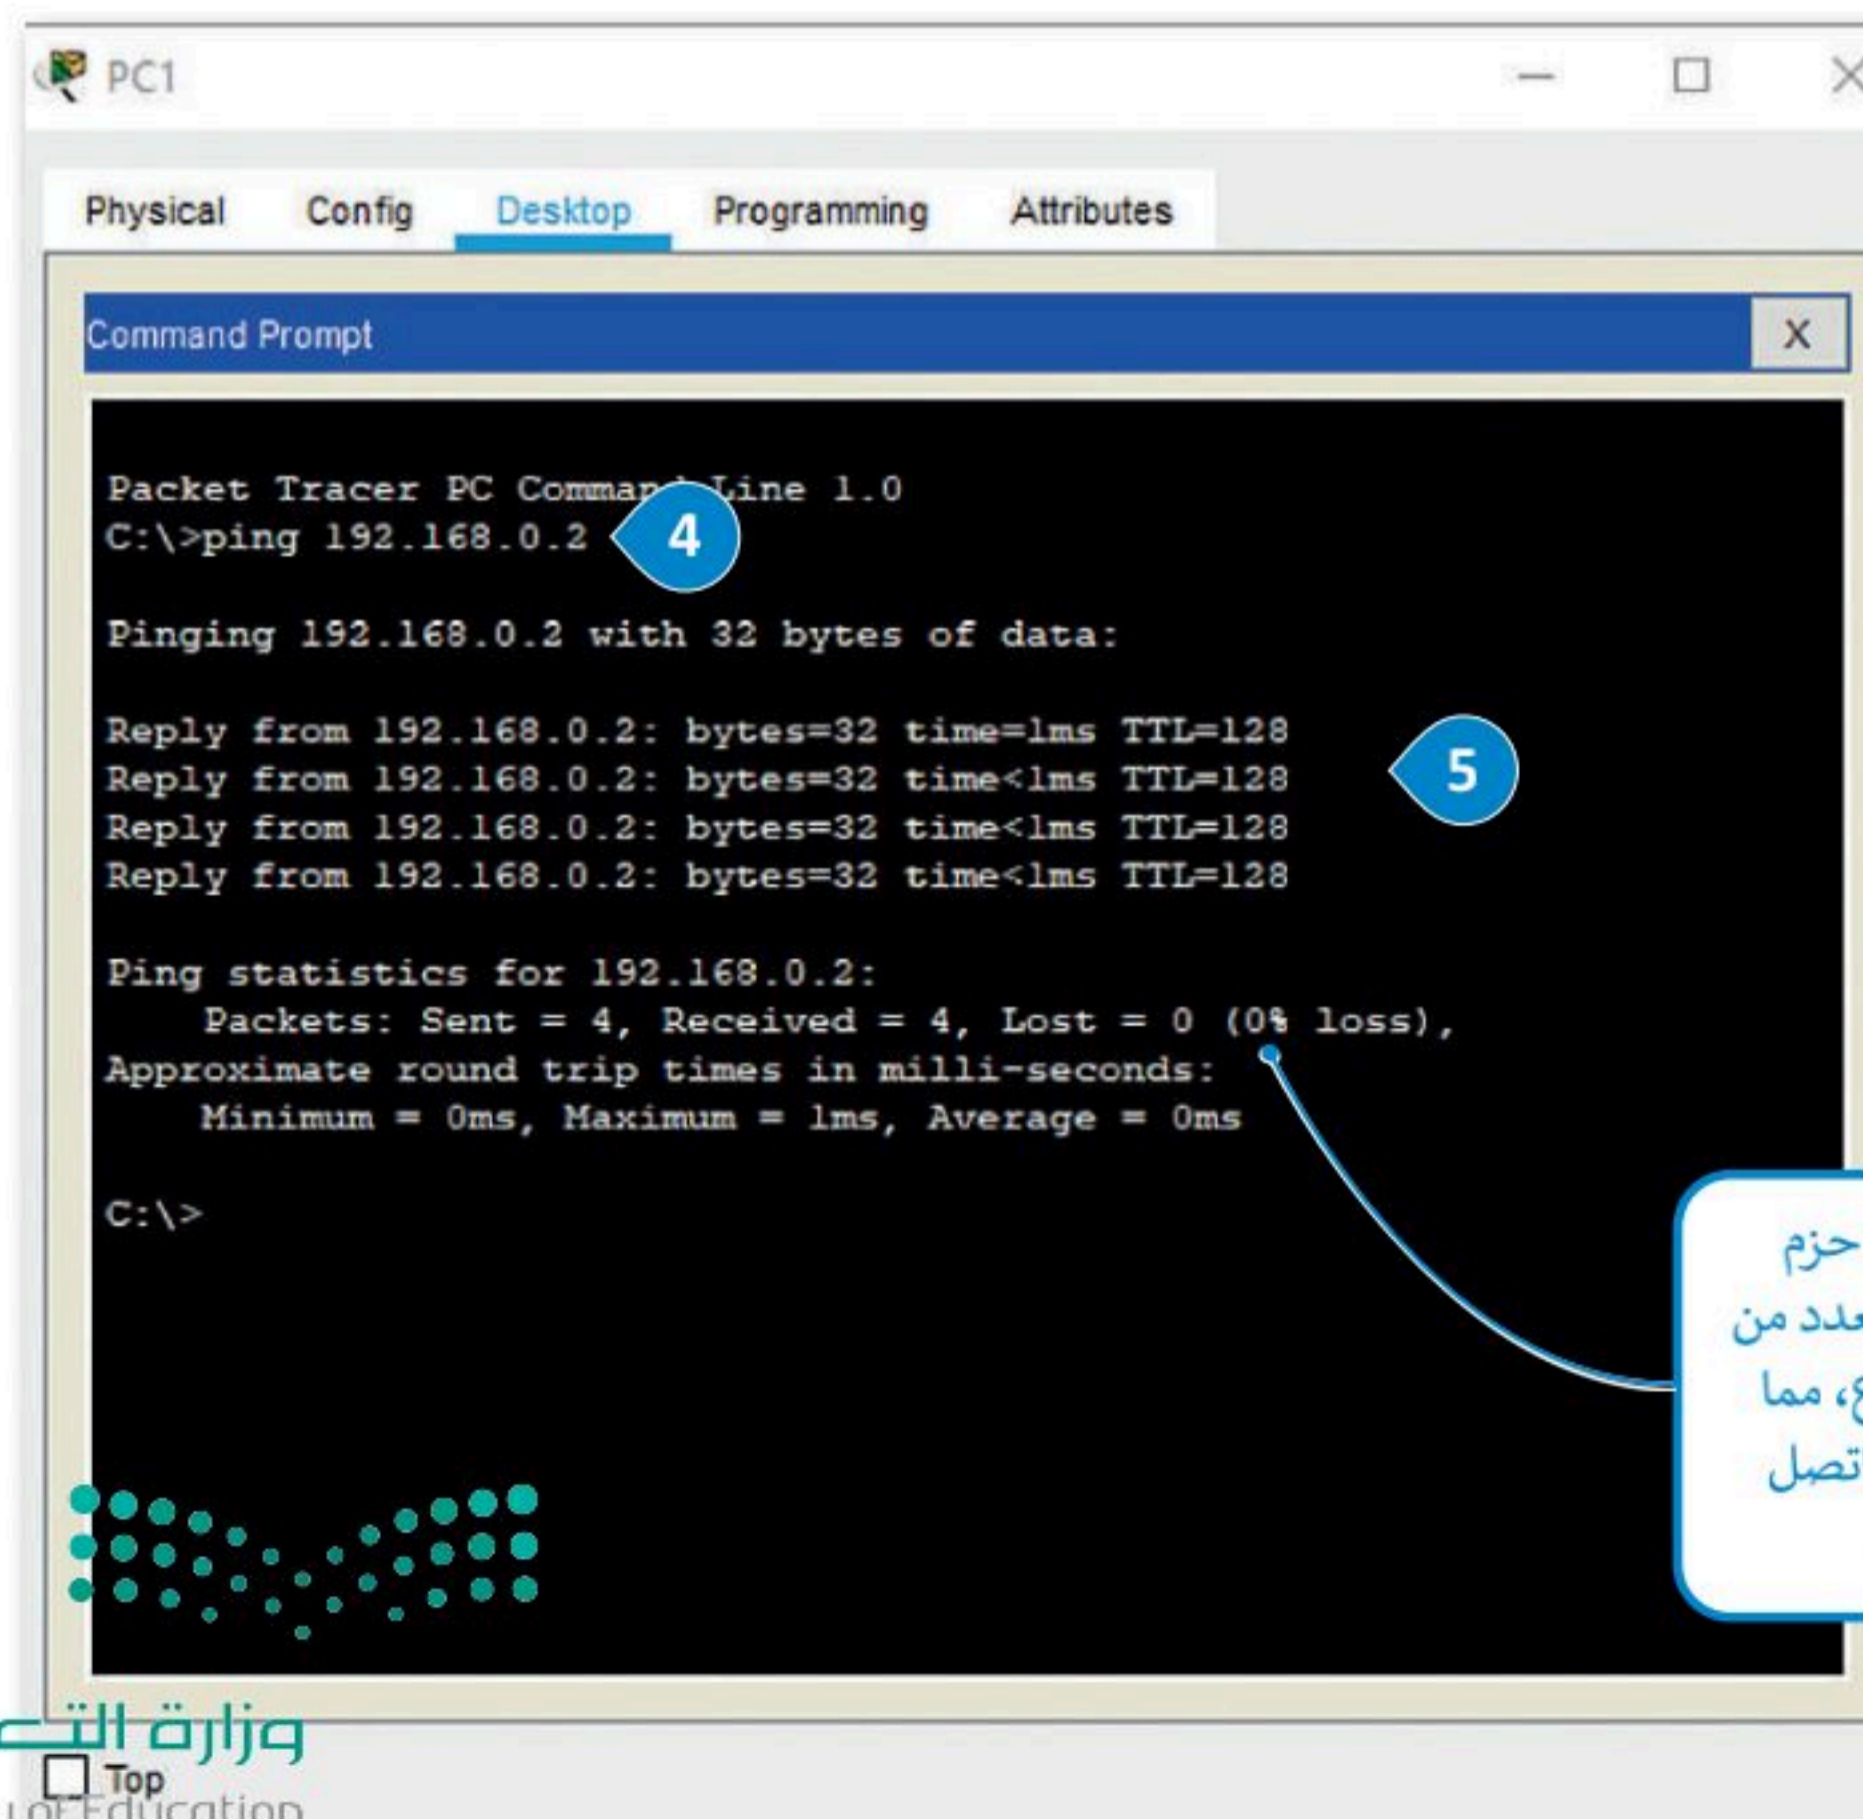 PC1
Physical Config Desktop Programming Attributes
Command Prompt X
Packet Tracer PC Command Line 1.0
C:\>ping 192.168.0.2
4
Pinging 192.168.0.2 with 32 bytes of data:
Reply from 192.168.0.2: bytes=32 time=1ms TTL=128
Reply from 192.168.0.2: bytes=32 time<1ms TTL=128
5
Reply from 192.168.0.2: bytes=32 time<1ms TTL=128
Reply from 192.168.0.2: bytes=32 time<1ms TTL=128
Ping statistics for 192.168.0.2:
Packets: Sent = 4, Received = 4, Lost = 0 (0% loss),
Approximate round trip times in milli-seconds:
Minimum = 0ms, Maximum = 1ms, Average = 0ms
C:\>
حزم
من
مما
تصل
وزارة
Top
Education